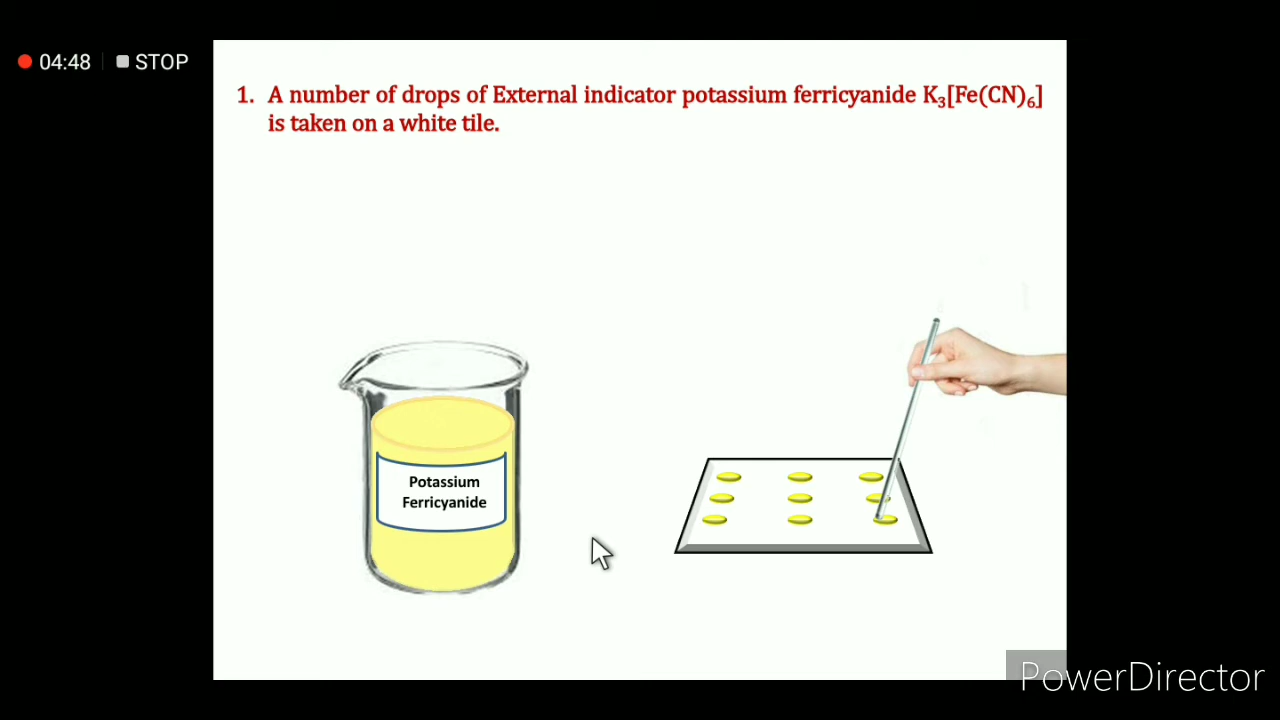 04:48 STOP
1. A number of drops of External indicator potassium ferricyanide K₃[Fe(CN)₆]
is taken on a white tile.
Potassium
Ferricyanide
PowerDirector